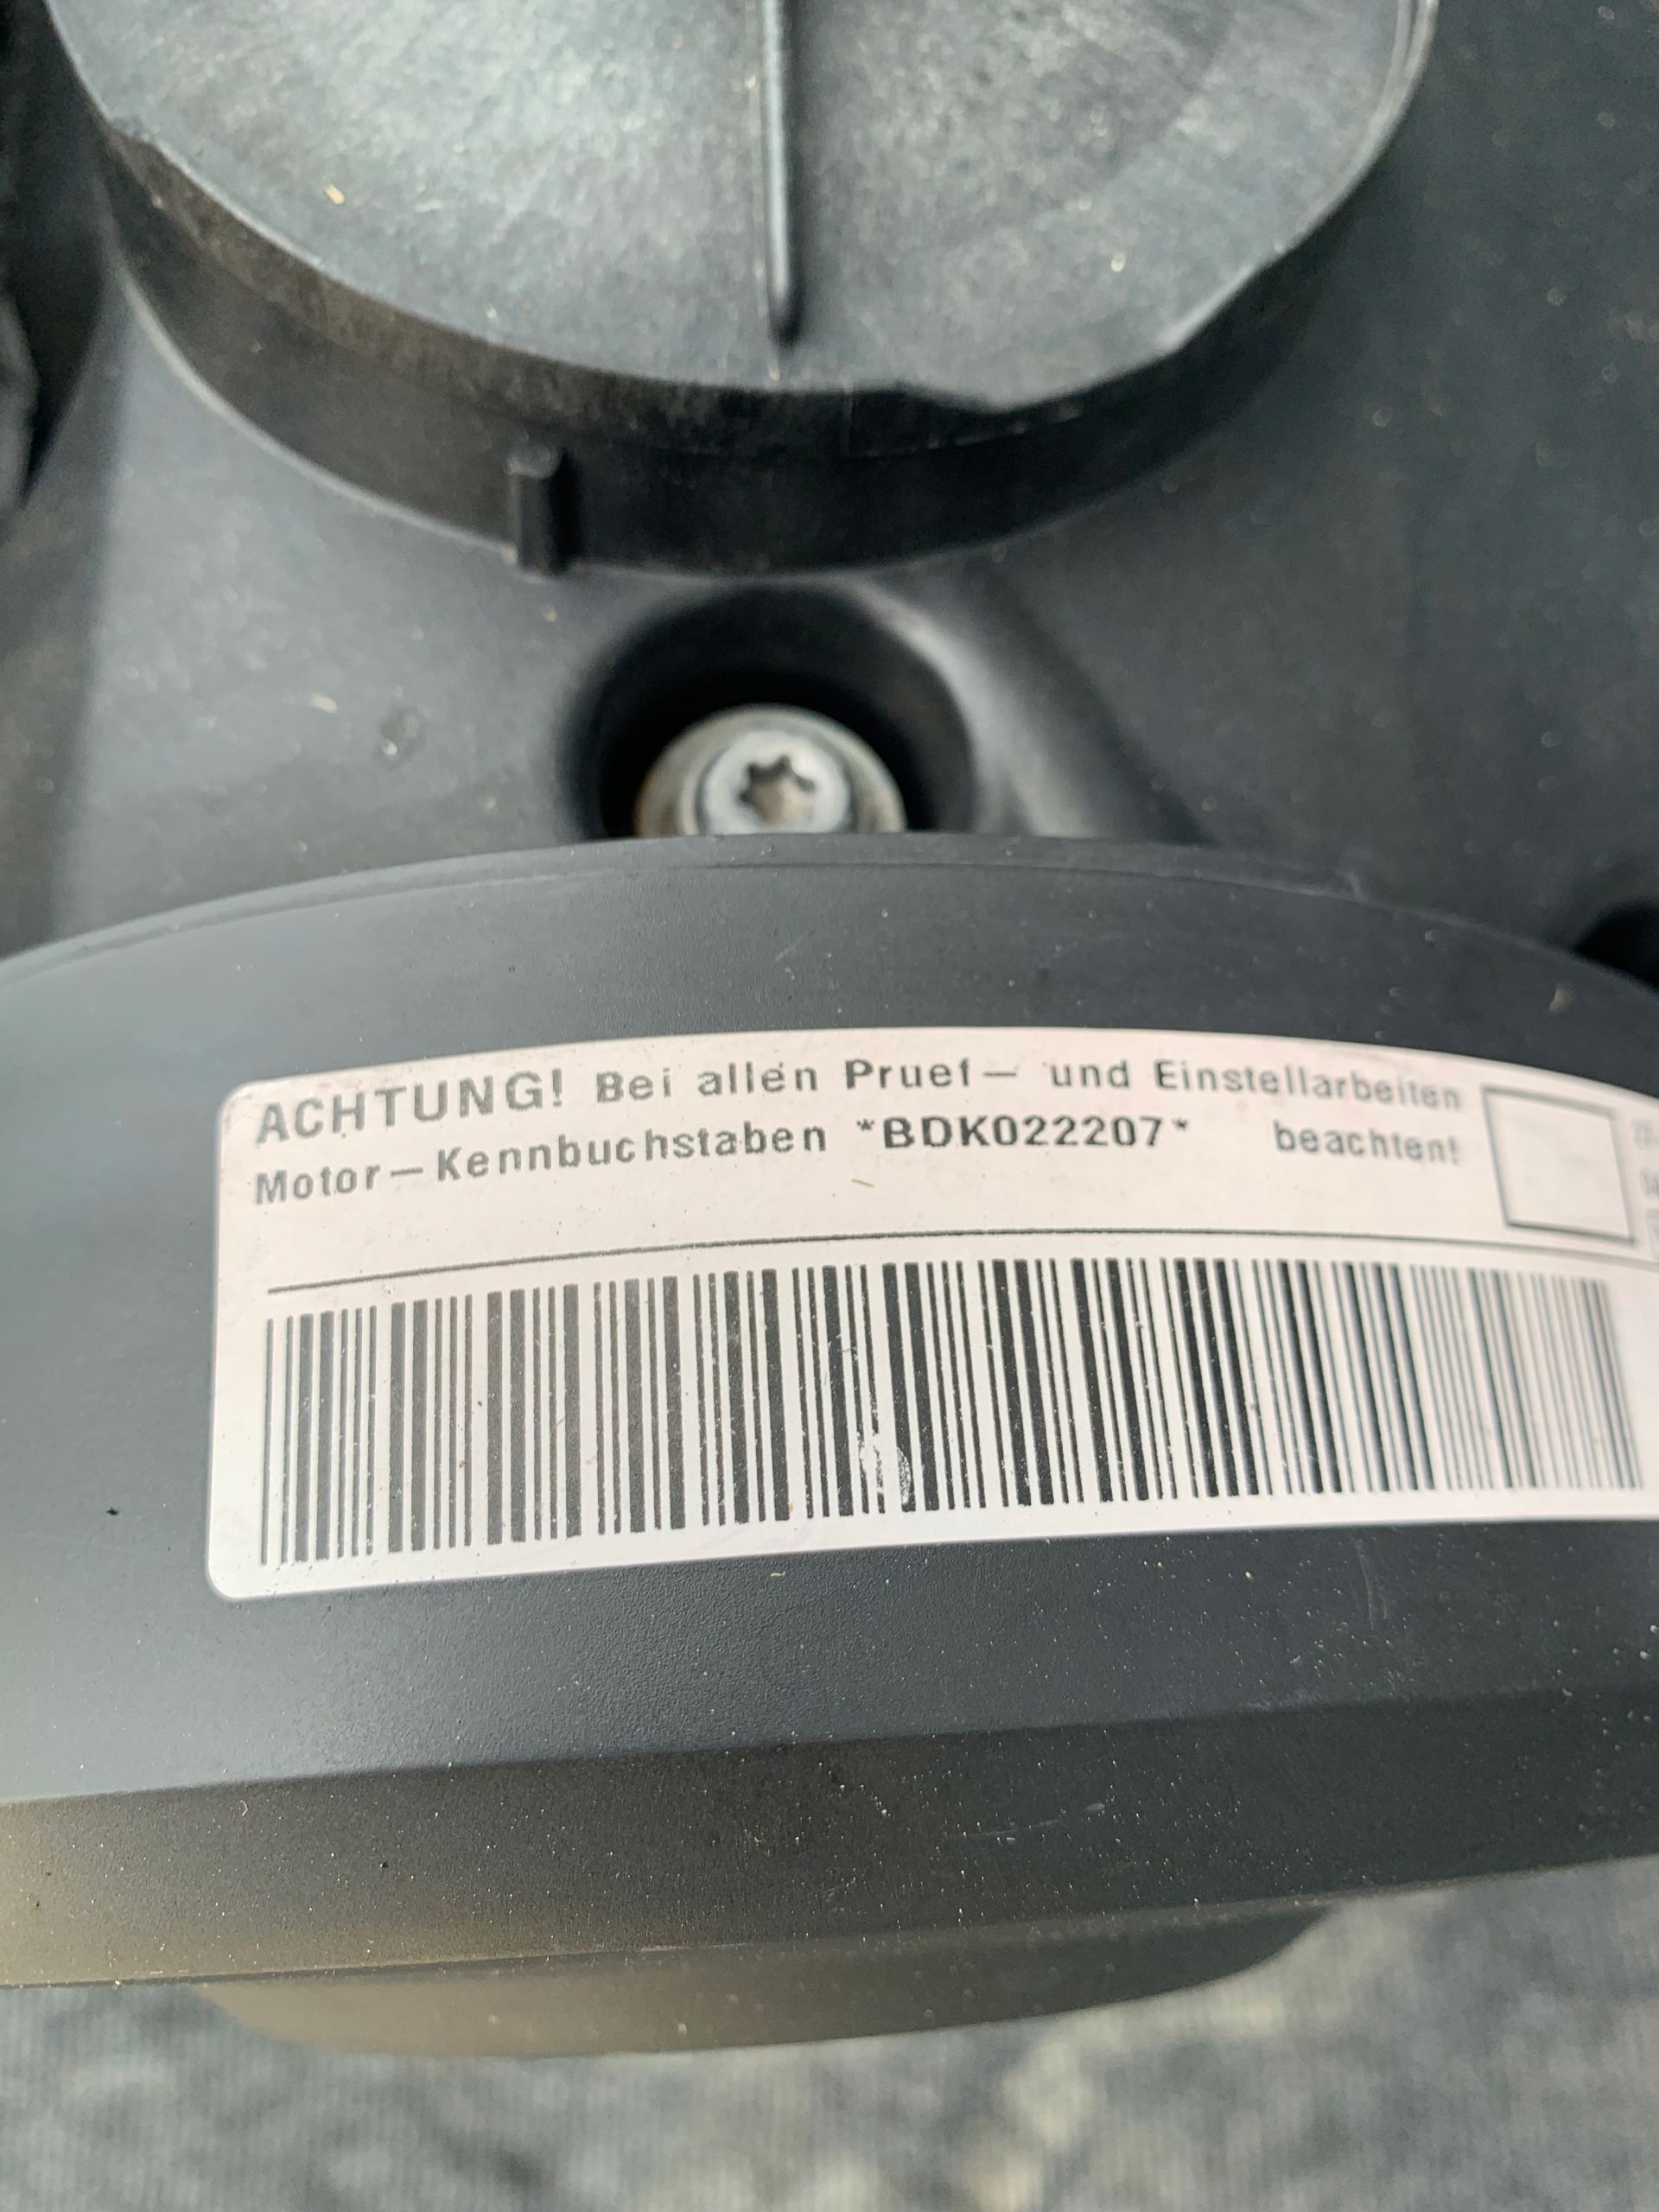 ACHTUNG! Bei allen Pruef— und Einstellarbeiten
Motor—Kennbuchstaben *BDK022207* beachten!